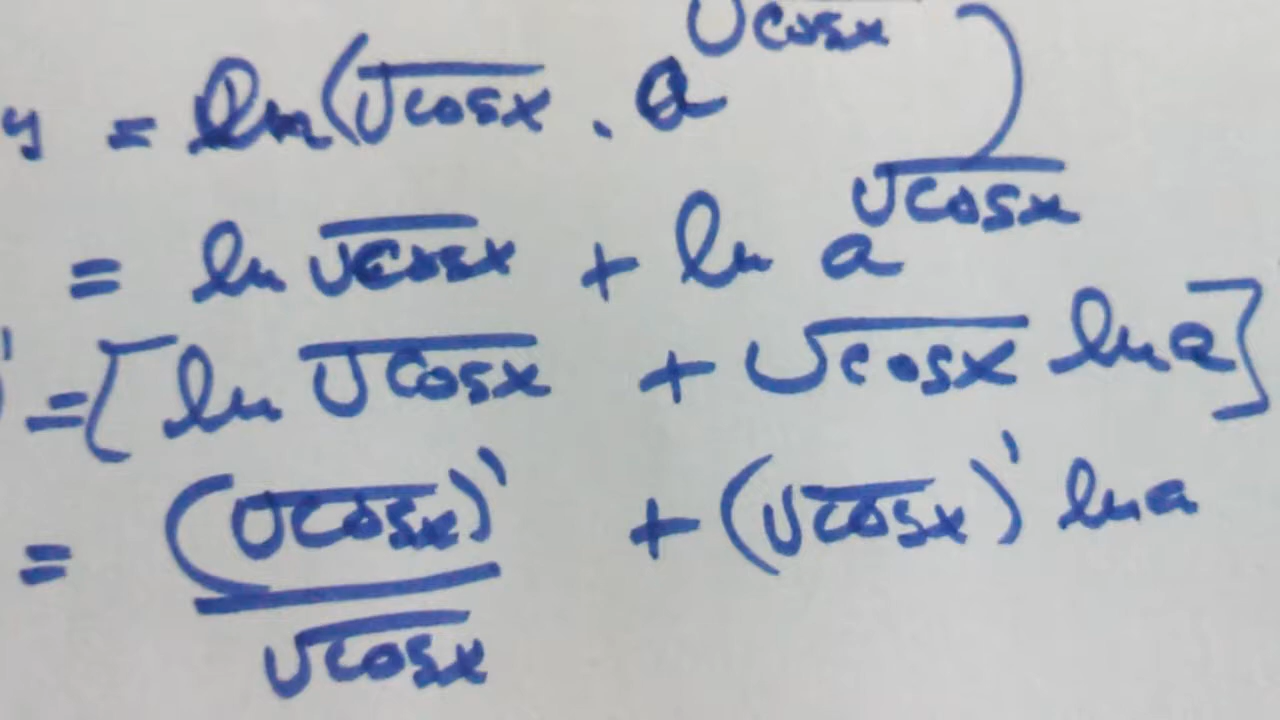 y = ln(√cosx . a^√cosx)
= ln √cosx + ln a^√cosx
' = [ln √cosx + √cosx ln a]
= (√cosx)' / √cosx + (√cosx)' ln a